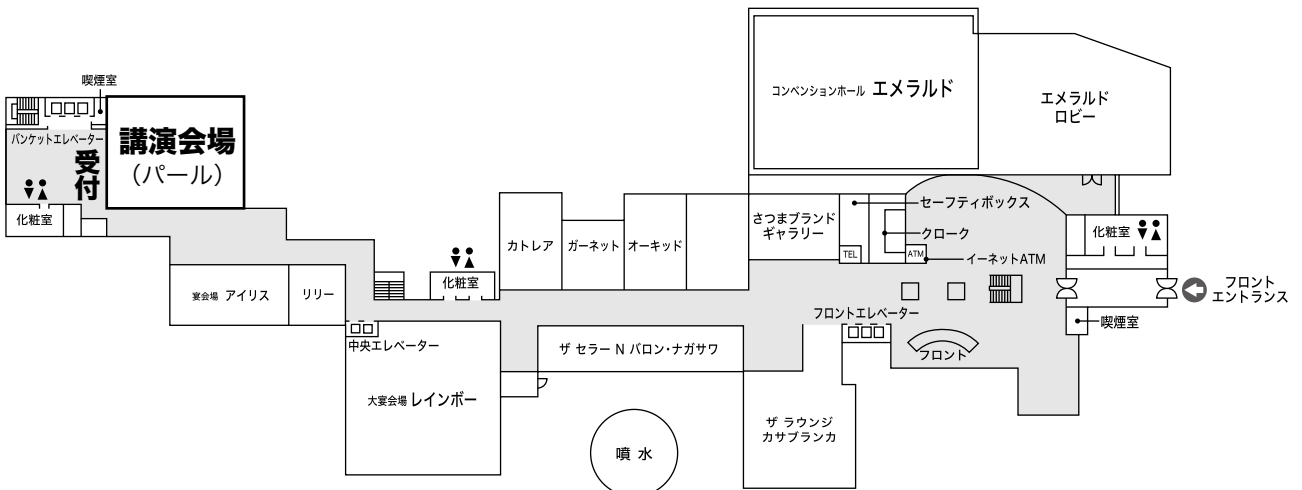 喫煙室
バンケットエレベーター
受付
講演会場
（パール）
化粧室
宴会場 アイリス
リリー
化粧室
中央エレベーター
大宴会場 レインボー
カトレア
ガーネット
オーキッド
ザ セラー N バロン・ナガサワ
噴 水
コンベンションホール エメラルド
エメラルド
ロビー
さつまブランド
ギャラリー
TEL
ATM
セーフティボックス
クローク
イーネットATM
化粧室
フロント
エントランス
喫煙室
フロントエレベーター
フロント
ザ ラウンジ
カサブランカ